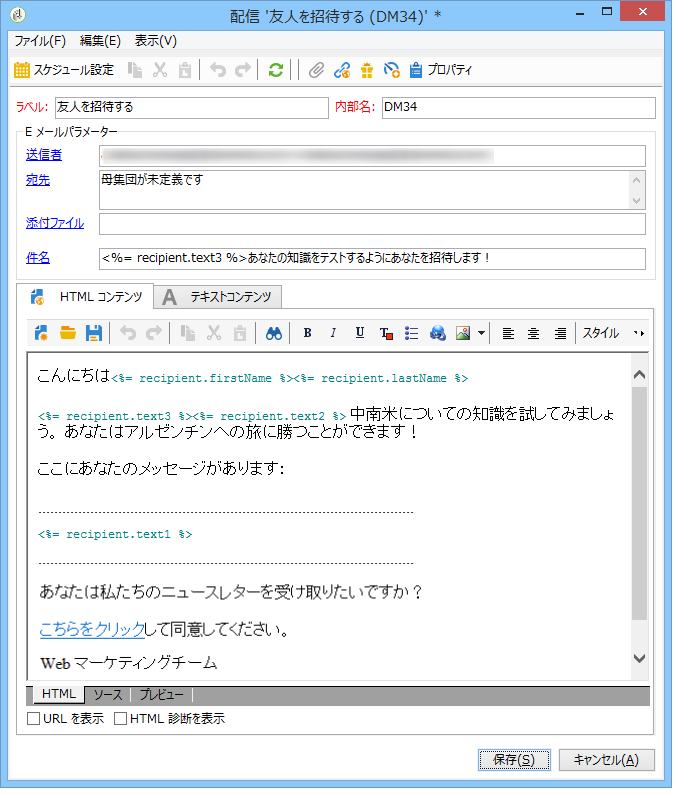 配信 '友人を招待する (DM34)' *
ファイル(F) 編集(E) 表示(V)
スケジュール設定 プロパティ
ラベル: 友人を招待する 内部名: DM34
E メールパラメーター
送信者
宛先 母集団が未定義です
添付ファイル
件名 <%= recipient.text3 %>あなたの知識をテストするようにあなたを招待します！
HTML コンテンツ A テキストコンテンツ
B I U T スタイル
こんにちは<%= recipient.firstName %><%= recipient.lastName %>
<%= recipient.text3 %><%= recipient.text2 %> 中南米についての知識を試してみましょ
う。あなたはアルゼンチンへの旅に勝つことができます！
ここにあなたのメッセージがあります:
<%= recipient.text1 %>
あなたは私たちのニュースレターを受け取りたいですか？
こちらをクリックして同意してください。
Web マーケティングチーム
HTML ソース プレビュー
URL を表示 HTML 診断を表示
保存(S) キャンセル(A)